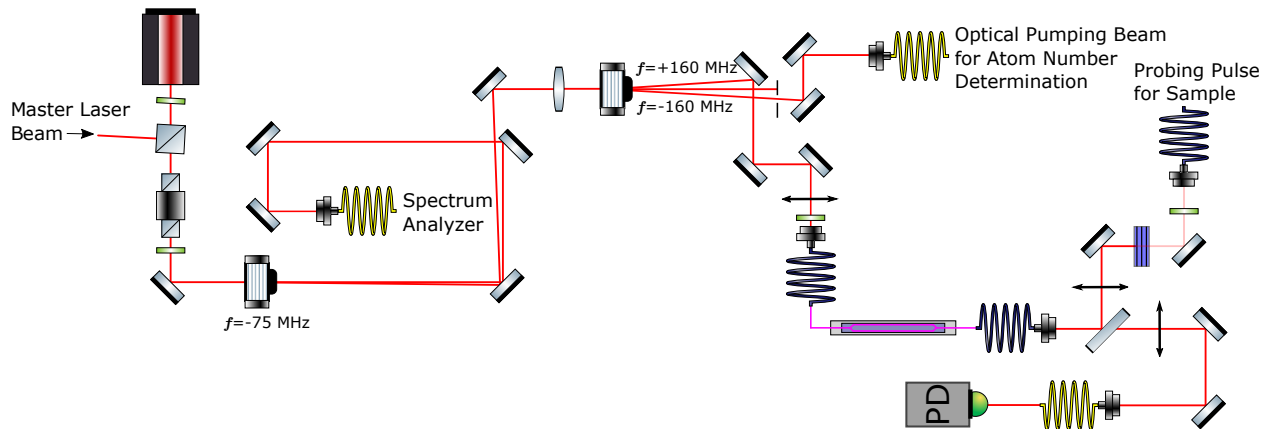 Master Laser
Beam
f=-75 MHz
Spectrum
Analyzer
f=+160 MHz
f=-160 MHz
Optical Pumping Beam
for Atom Number
Determination
Probing Pulse
for Sample
PD